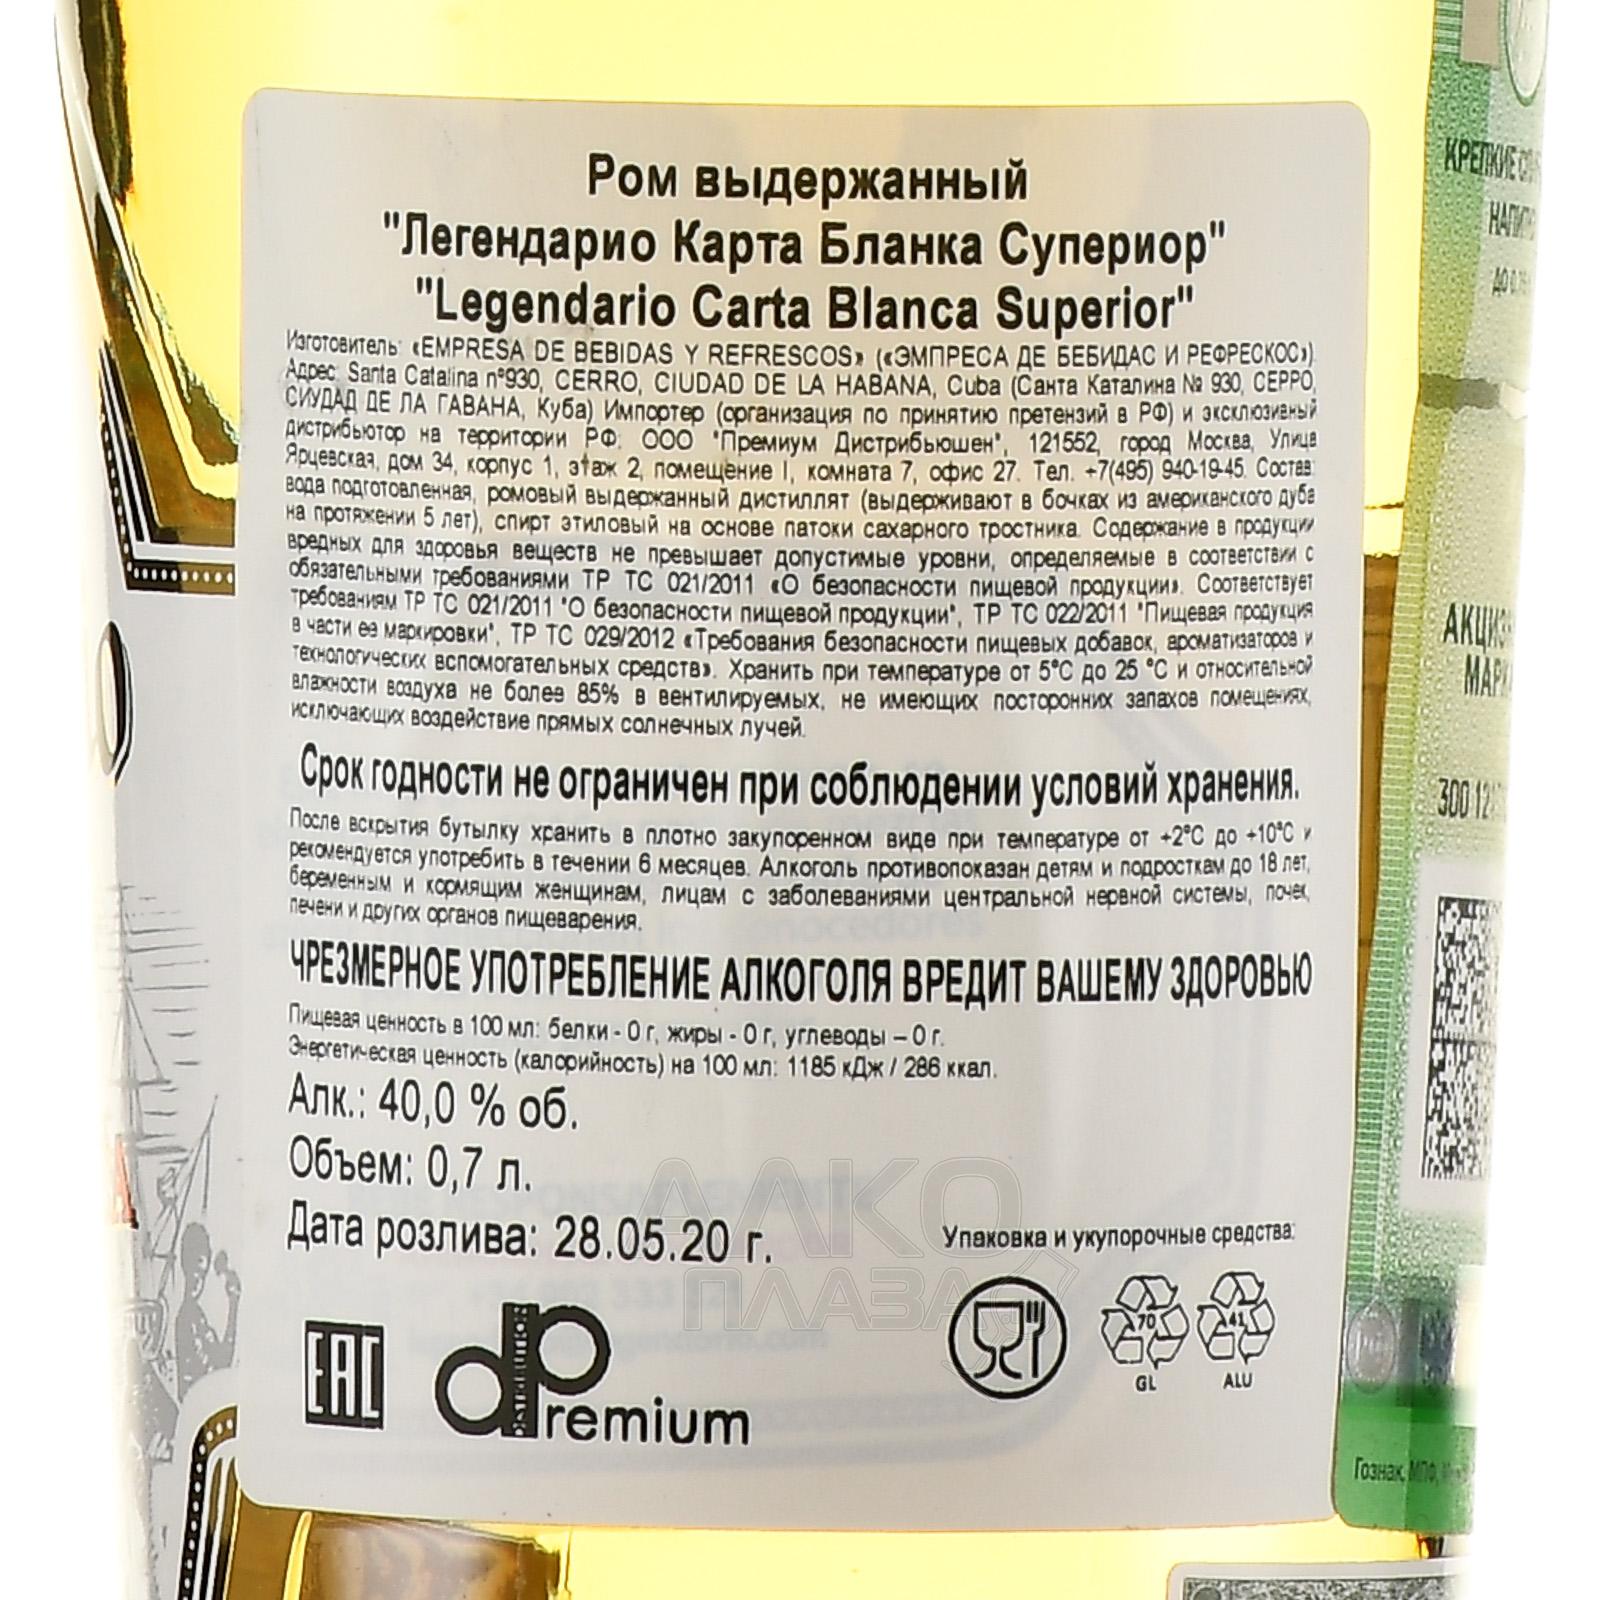 Ром выдержанный
"Легендарио Карта Бланка Супериор"
"Legendario Carta Blanca Superior"
Изготовитель: «EMPRESA DE BEBIDAS Y REFRESCOS» («ЭМПРЕСА ДЕ БЕБИДАС И РЕФРЕСКОС»)
Адрес: Santa Catalina nº930, CERRO, CIUDAD DE LA HABANA, Cuba (Санта Каталина № 930, СЕРРО,
СИУДАД ДЕ ЛА ГАВАНА, Куба) Импортер (организация по принятию претензий в РФ) и эксклюзивный
дистрибьютор на территории РФ: ООО "Премиум Дистрибьюшен", 121552, город Москва, Улица
Ярцевская, дом 34, корпус 1, этаж 2, помещение I, комната 7, офис 27. Тел. +7(495) 940-19-45. Состав:
вода подготовленная, ромовый выдержанный дистиллят (выдерживают в бочках из американского дуба
на протяжении 5 лет), спирт этиловый на основе патоки сахарного тростника. Содержание в продукции
вредных для здоровья веществ не превышает допустимые уровни, определяемые в соответствии с
обязательными требованиями ТР ТС 021/2011 «О безопасности пищевой продукции». Соответствует
требованиям ТР ТС 021/2011 "О безопасности пищевой продукции", ТР ТС 022/2011 "Пищевая продукция
в части ее маркировки", ТР ТС 029/2012 «Требования безопасности пищевых добавок, ароматизаторов и
технологических вспомогательных средств». Хранить при температуре от 5°С до 25 °С и относительной
влажности воздуха не более 85% в вентилируемых, не имеющих посторонних запахов помещениях,
исключающих воздействие прямых солнечных лучей.
Срок годности не ограничен при соблюдении условий хранения.
После вскрытия бутылку хранить в плотно закупоренном виде при температуре от +2°С до +10°С и
рекомендуется употребить в течении 6 месяцев. Алкоголь противопоказан детям и подросткам до 18 лет,
беременным и кормящим женщинам, лицам с заболеваниями центральной нервной системы, почек,
печени и других органов пищеварения.
ЧРЕЗМЕРНОЕ УПОТРЕБЛЕНИЕ АЛКОГОЛЯ ВРЕДИТ ВАШЕМУ ЗДОРОВЬЮ
Пищевая ценность в 100 мл: белки - 0 г, жиры - 0 г, углеводы – 0 г.
Энергетическая ценность (калорийность) на 100 мл: 1185 кДж / 286 ккал.
Алк.: 40,0 % об.
Объем: 0,7 л.
Дата розлива: 28.05.20 г.
Упаковка и укупорочные средства:
70 41
GL ALU
EAC
Premium
АЛКО
ПЛАЗА
КРЕПКИЕ
300 12
Гознак,